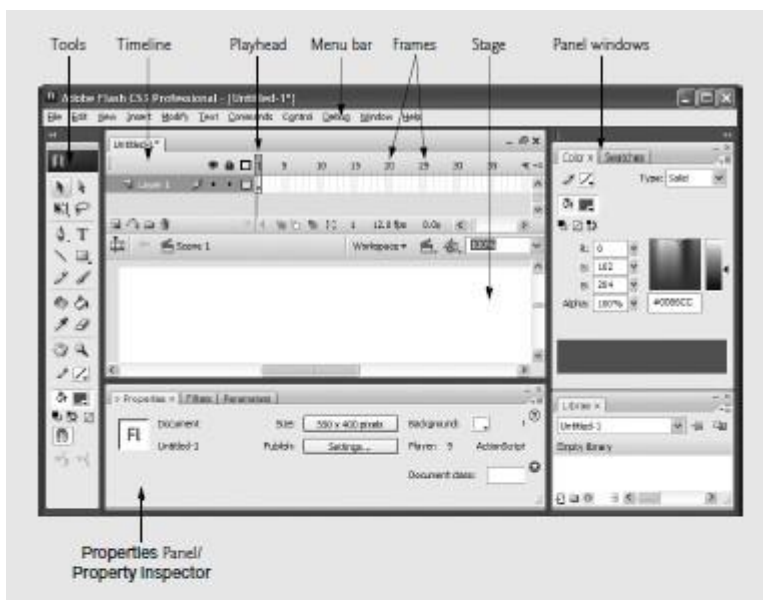 Tools Timeline Playhead Menu bar Frames Stage Panel windows
Adobe Flash CS3 Professional - [Untitled-1*]
File Edit View Insert Modify Text Commands Control Debug Window Help
Untitled-1*
Color x Swatches
1 5 10 15 20 25 30 35
Type: Solid
Layer 1
1 12.0 fps 0.0s
Scene 1 Workspace 100%
R: 0
G: 102
B: 204
Alpha: 100% #0066CC
Properties x Filters Parameters
Library x
Fl Document Size: 550 x 400 pixels Background:
Untitled-1 Publish: Settings... Player: 9 ActionScript
Untitled-1
Empty library
Document class:
Properties Panel/
Property Inspector